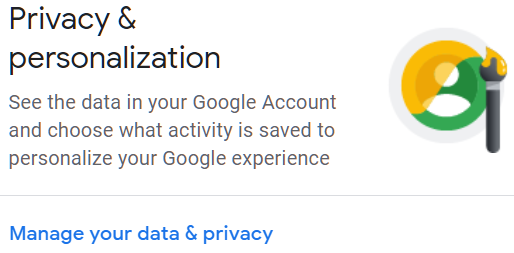 Privacy &
personalization
See the data in your Google Account
and choose what activity is saved to
personalize your Google experience
Manage your data & privacy